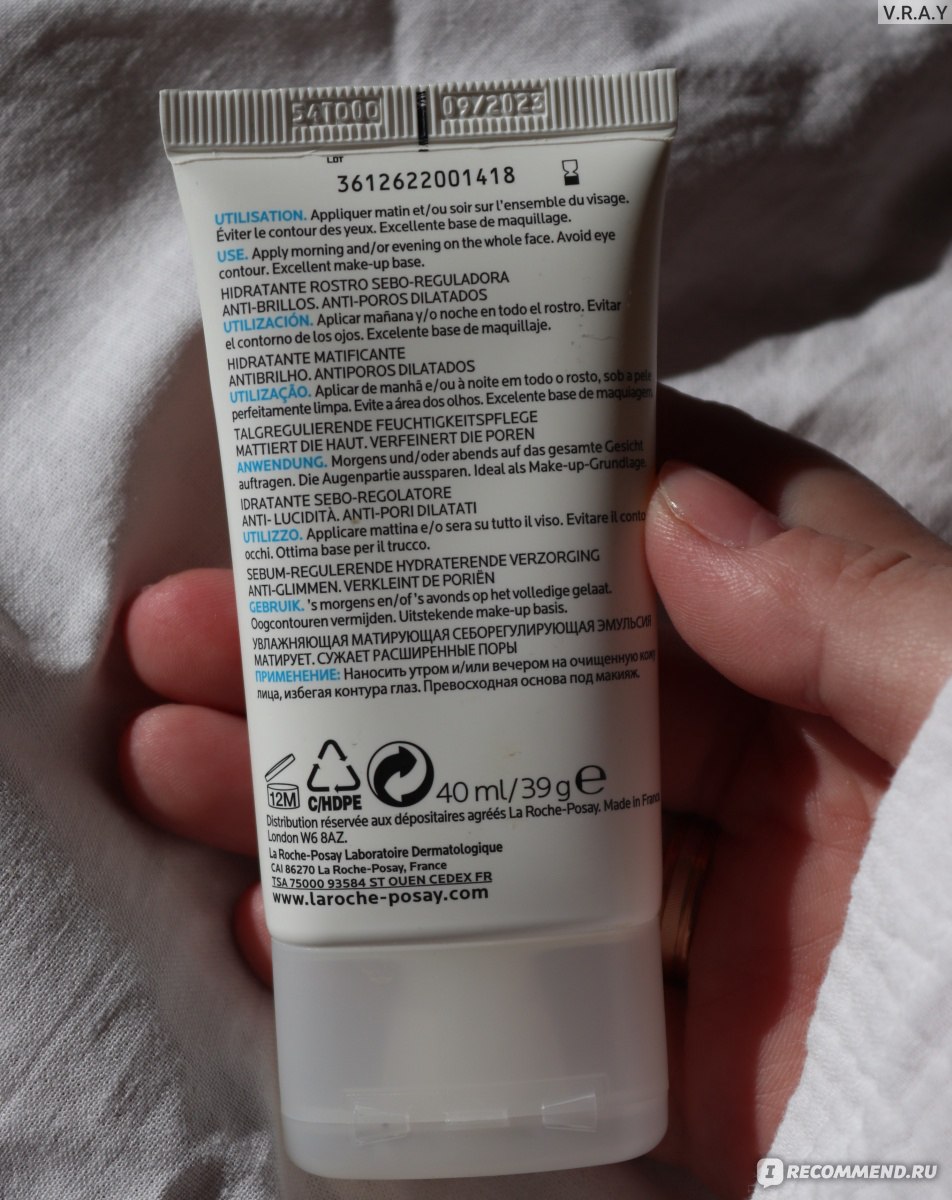 V.R.A.Y
54T000 09/2023
LOT
3612622001418
UTILISATION. Appliquer matin et/ou soir sur l'ensemble du visage.
Éviter le contour des yeux. Excellente base de maquillage.
USE. Apply morning and/or evening on the whole face. Avoid eye
contour. Excellent make-up base.
HIDRATANTE ROSTRO SEBO-REGULADORA
ANTI-BRILLOS. ANTI-POROS DILATADOS
UTILIZACIÓN. Aplicar mañana y/o noche en todo el rostro. Evitar
el contorno de los ojos. Excelente base de maquillaje.
HIDRATANTE MATIFICANTE
ANTIBRILHO. ANTIPOROS DILATADOS
UTILIZAÇÃO. Aplicar de manhã e/ou à noite em todo o rosto, sob a pele
perfeitamente limpa. Evite a área dos olhos. Excelente base de maquiagem.
TALGREGULIERENDE FEUCHTIGKEITSPFLEGE
MATTIERT DIE HAUT. VERFEINERT DIE POREN
ANWENDUNG. Morgens und/oder abends auf das gesamte Gesicht
auftragen. Die Augenpartie aussparen. Ideal als Make-up-Grundlage.
IDRATANTE SEBO-REGOLATORE
ANTI- LUCIDITÀ. ANTI-PORI DILATATI
UTILIZZO. Applicare mattina e/o sera su tutto il viso. Evitare il conto
occhi. Ottima base per il trucco.
SEBUM-REGULERENDE HYDRATERENDE VERZORGING
ANTI-GLIMMEN. VERKLEINT DE PORIËN
GEBRUIK. 's morgens en/of 's avonds op het volledige gelaat.
Oogcontouren vermijden. Uitstekende make-up basis.
УВЛАЖНЯЮЩАЯ МАТИРУЮЩАЯ СЕБОРЕГУЛИРУЮЩАЯ ЭМУЛЬСИЯ
МАТИРУЕТ. СУЖАЕТ РАСШИРЕННЫЕ ПОРЫ
ПРИМЕНЕНИЕ: Наносить утром и/или вечером на очищенную кожу
лица, избегая контура глаз. Превосходная основа под макияж.
12M C/HDPE 40 ml/39 g e
Distribution réservée aux dépositaires agréés La Roche-Posay. Made in Franc
London W6 8AZ.
La Roche-Posay Laboratoire Dermatologique
CAI 86270 La Roche-Posay, France
TSA 75000 93584 ST OUEN CEDEX FR
www.laroche-posay.com
IRECOMMEND.RU